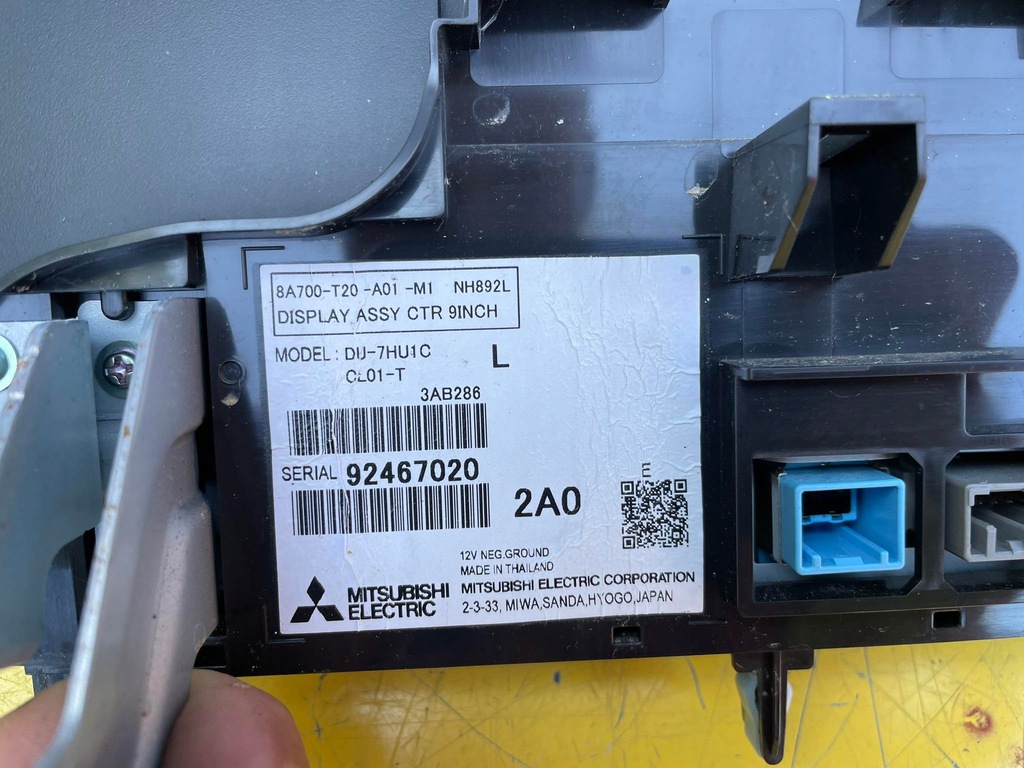 8A700-T20-A01-M1 NH892L
DISPLAY ASSY CTR 9INCH
MODEL: DU-7HU1C L
CL01-T
3AB286
SERIAL 92467020
2A0
E
12V NEG.GROUND
MADE IN THAILAND
MITSUBISHI ELECTRIC
MITSUBISHI ELECTRIC CORPORATION
2-3-33, MIWA,SANDA,HYOGO,JAPAN